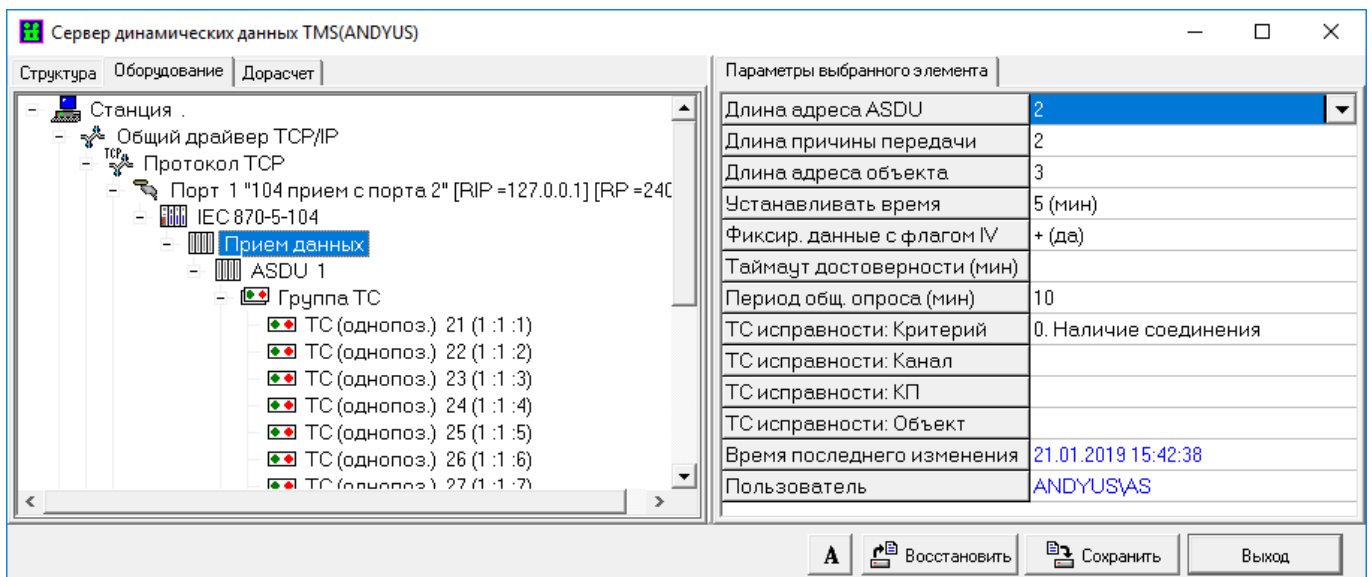 Сервер динамических данных TMS(ANDYUS)
Структура Оборудование Дорасчет
Станция .
Общий драйвер TCP/IP
TCP Протокол TCP
Порт 1 "104 прием с порта 2" [RIP =127.0.0.1] [RP =240
IEC 870-5-104
Прием данных
ASDU 1
Группа ТС
ТС (однопоз.) 21 (1 :1 :1)
ТС (однопоз.) 22 (1 :1 :2)
ТС (однопоз.) 23 (1 :1 :3)
ТС (однопоз.) 24 (1 :1 :4)
ТС (однопоз.) 25 (1 :1 :5)
ТС (однопоз.) 26 (1 :1 :6)
ТС (однопоз.) 27 (1 :1 :7)
Параметры выбранного элемента
Длина адреса ASDU 2
Длина причины передачи 2
Длина адреса объекта 3
Устанавливать время 5 (мин)
Фиксир. данные с флагом IV + (да)
Таймаут достоверности (мин)
Период общ. опроса (мин) 10
ТС исправности: Критерий 0. Наличие соединения
ТС исправности: Канал
ТС исправности: КП
ТС исправности: Объект
Время последнего изменения 21.01.2019 15:42:38
Пользователь ANDYUS\AS
A Восстановить Сохранить Выход